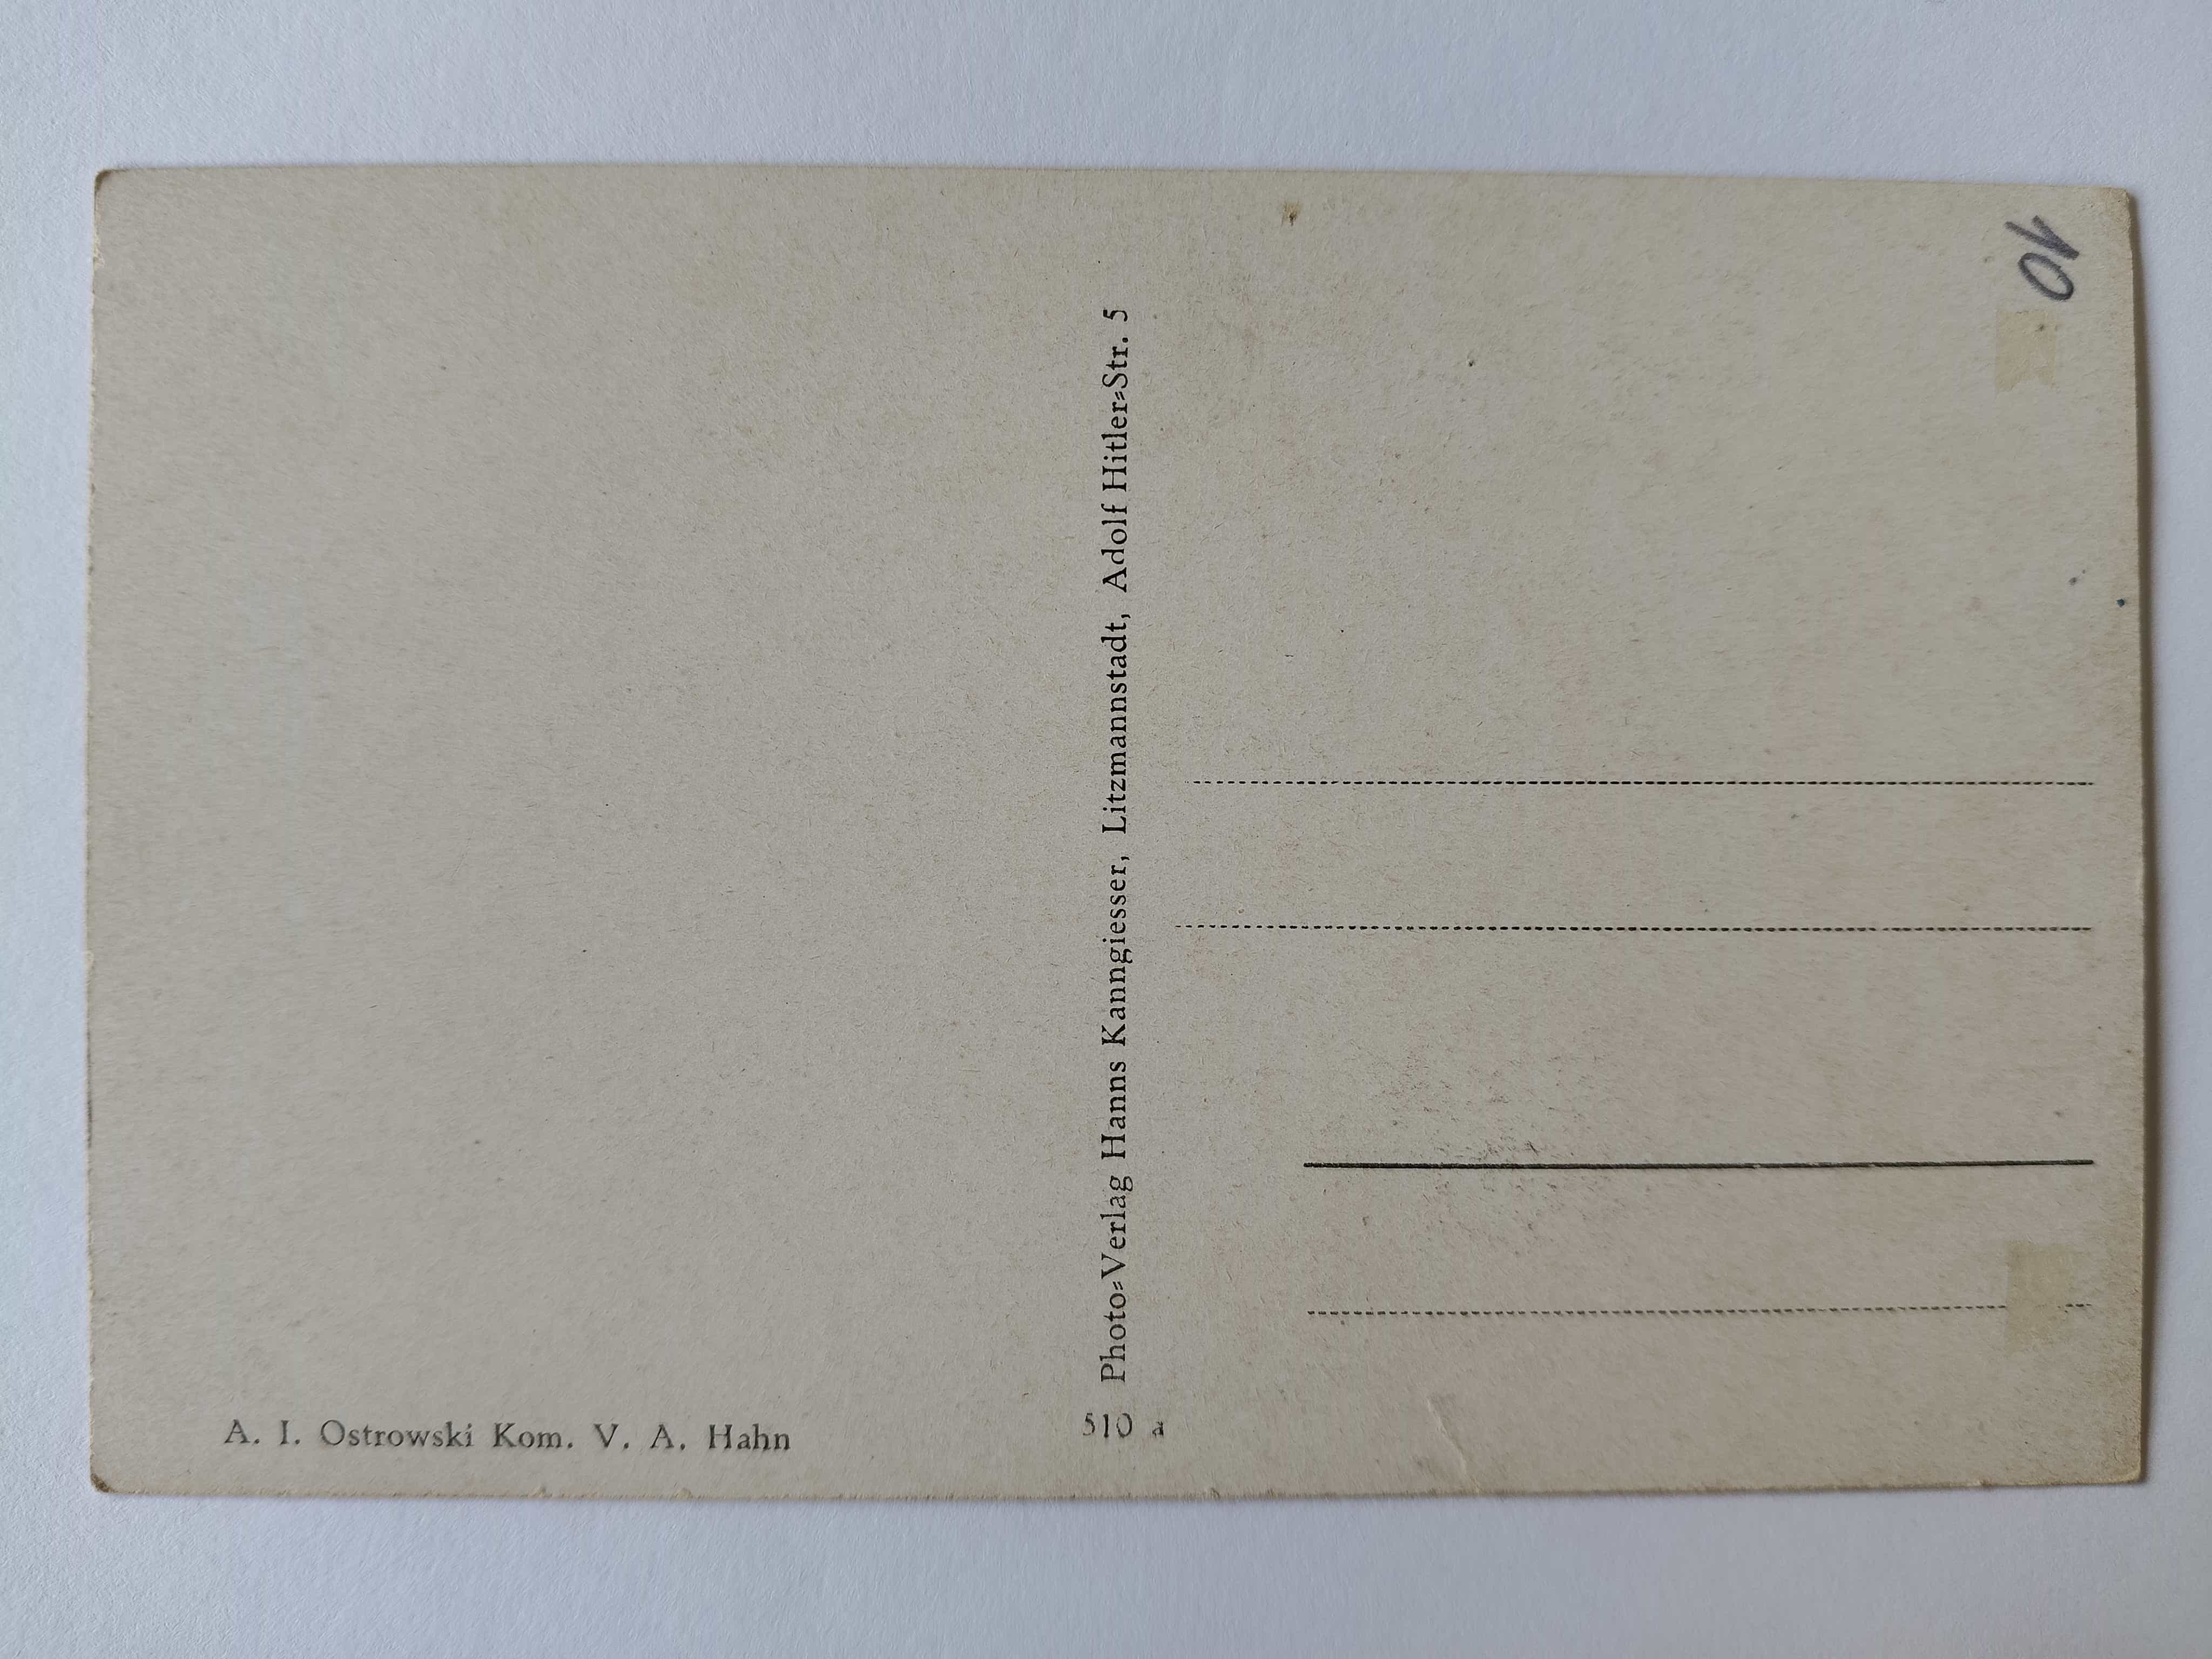 10
Photo-Verlag Hanns Kanngiesser, Litzmannstadt, Adolf Hitler-Str. 5
A. I. Ostrowski Kom. V. A. Hahn
510 a